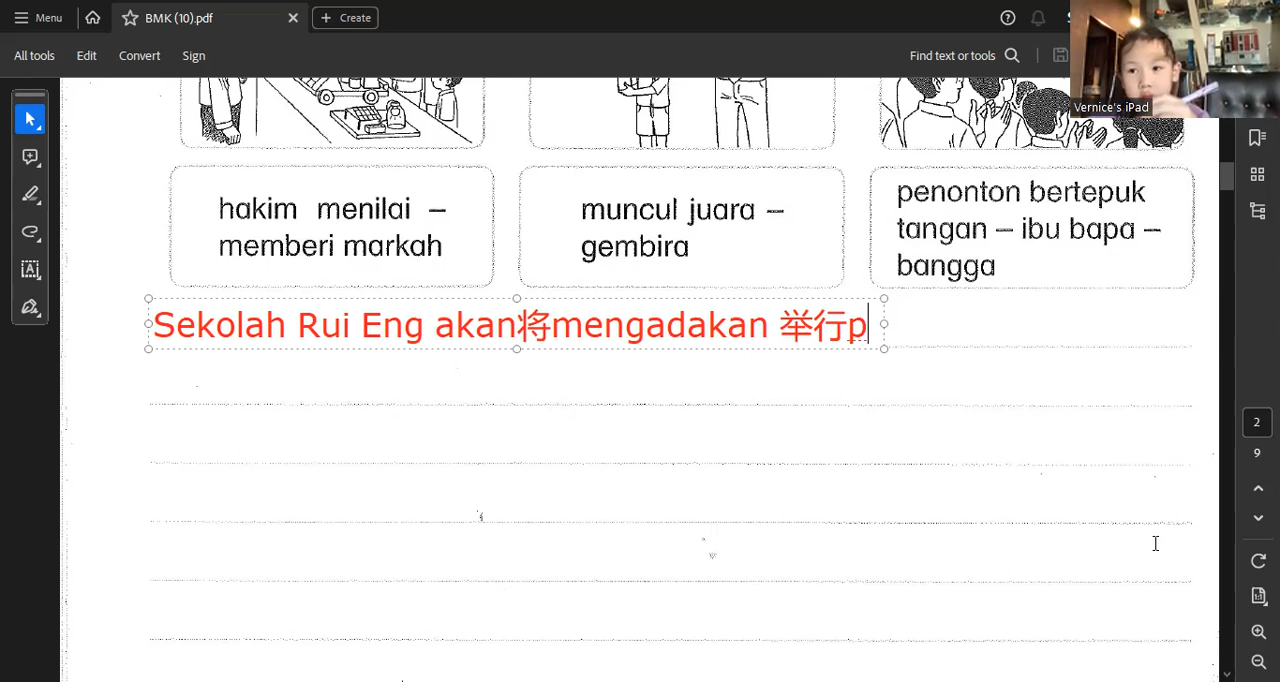 Menu
BMK (10).pdf
Create
All tools
Edit
Convert
Sign
Find text or tools
Vernice's iPad
hakim menilai –
memberi markah
muncul juara –
gembira
penonton bertepuk
tangan – ibu bapa –
bangga
Sekolah Rui Eng akan将mengadakan 举行p
2
9